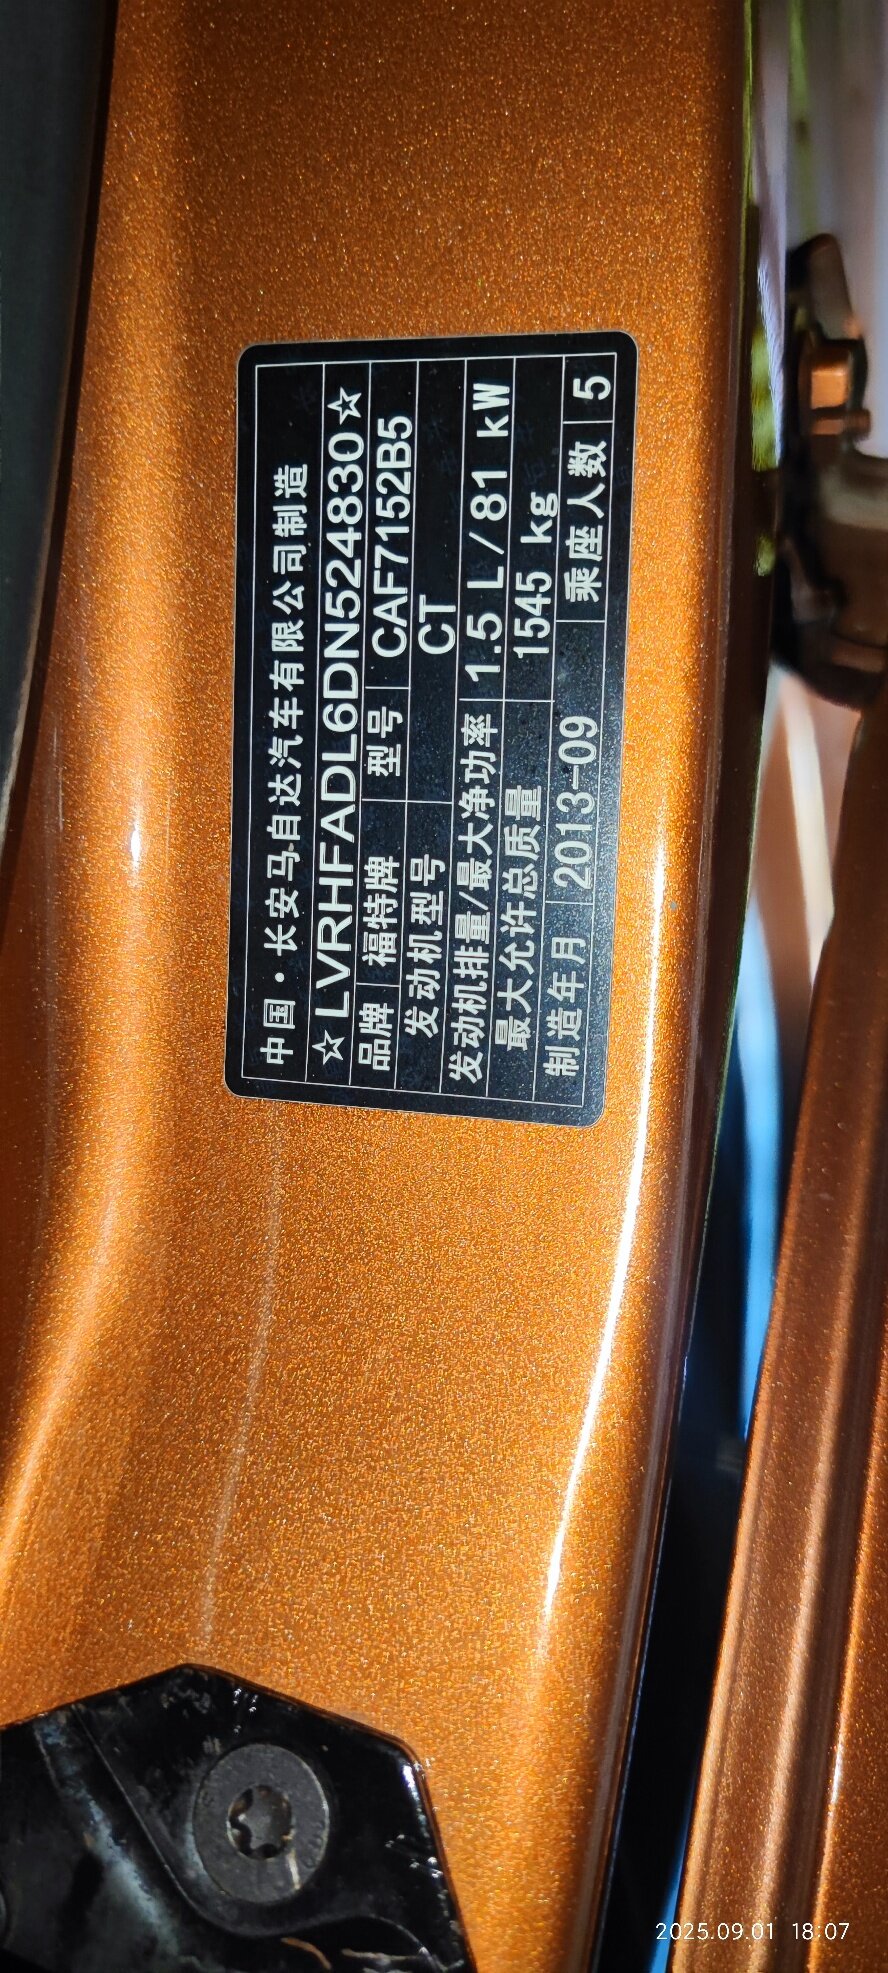 中国·长安马自达汽车有限公司制造
☆LVRHFADL6DN524830☆
品牌 福特牌 型号 CAF7152B5
发动机型号 CT
发动机排量/最大净功率 1.5 L/81 kW
最大允许总质量 1545 kg
制造年月 2013-09 乘座人数 5
2025.09.01 18:07